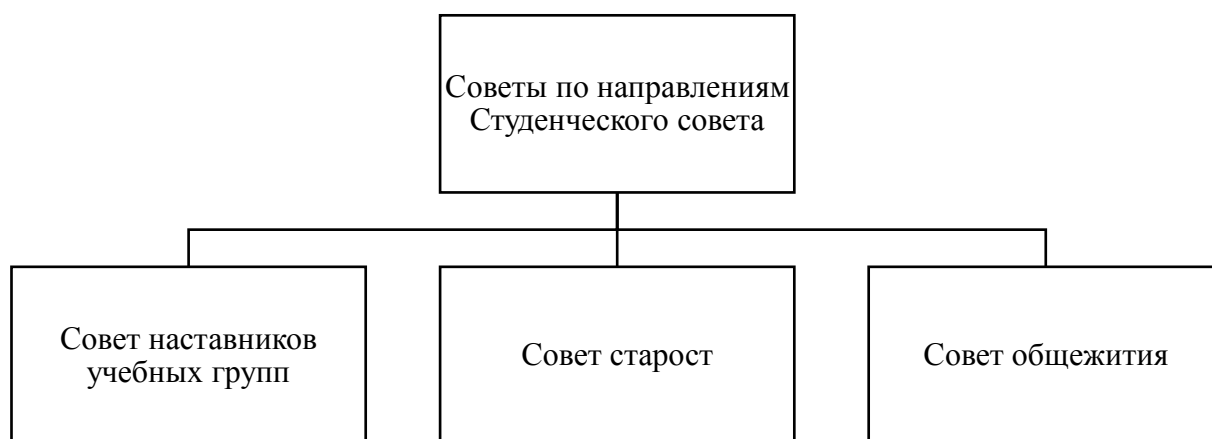 Советы по направлениям
Студенческого совета
Совет наставников
учебных групп
Совет старост
Совет общежития